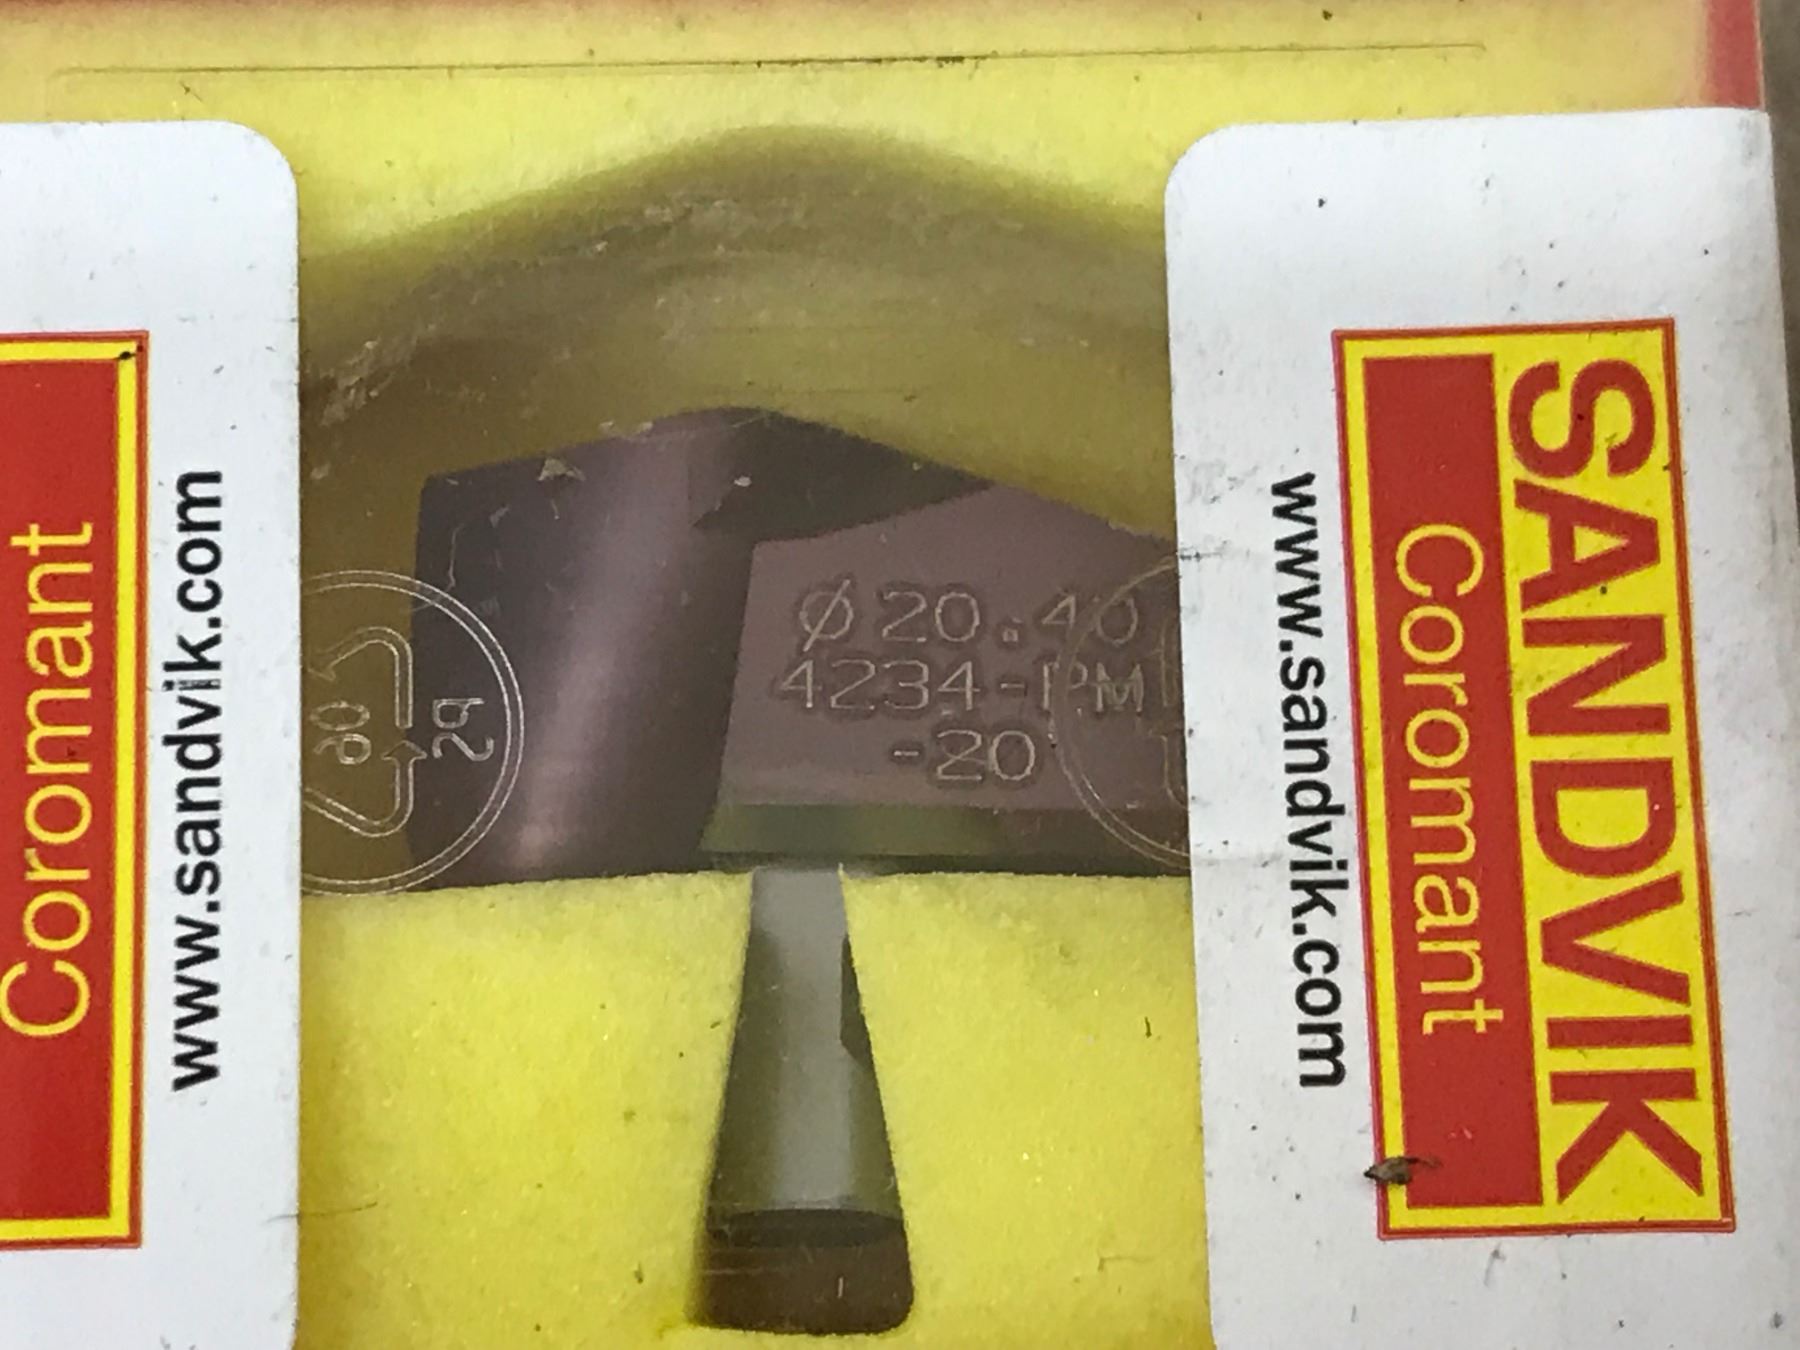 Coromant
www.sandvik.com
Ø20.40
4234-PM
-20
www.sandvik.com
SANDVIK
Coromant